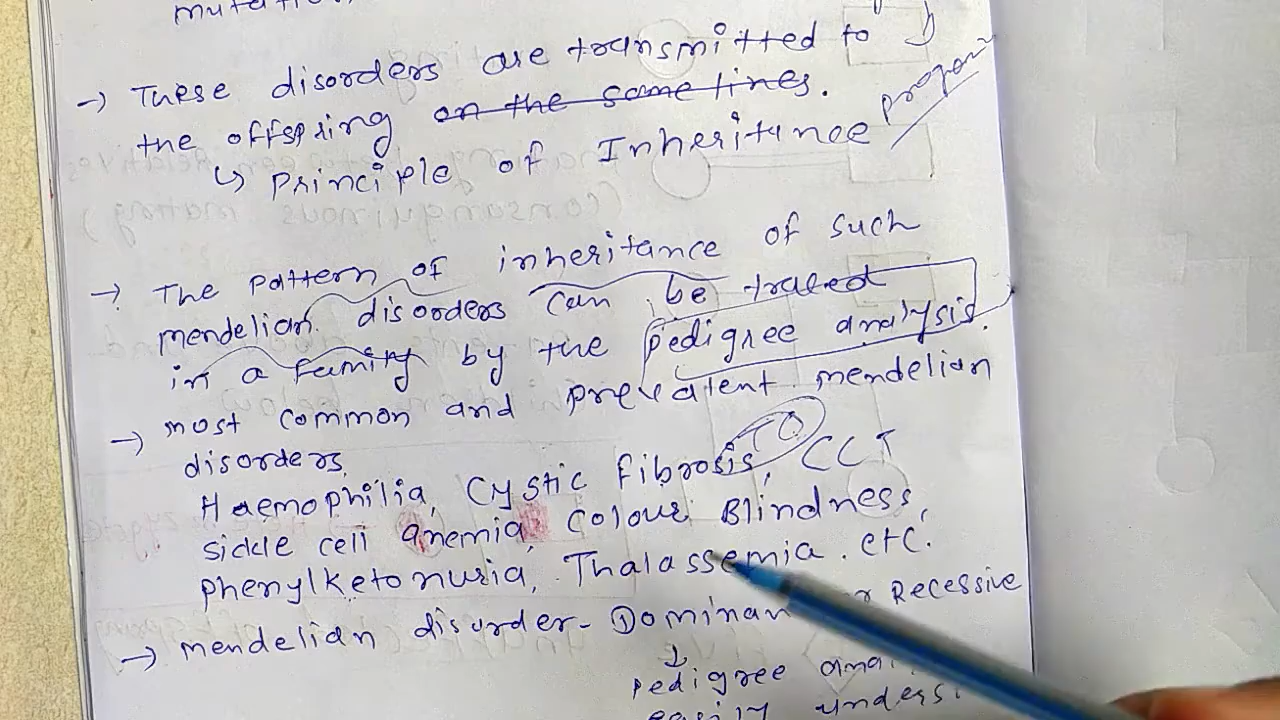 → These disorders are transmitted to
the offspring on the same lines.
↳ Principle of Inheritance
→ The pattern of inheritance of such
mendelian disorders can be traced
in a family by the pedigree analysis.
→ most common and prevalent mendelian
disorders,
Haemophilia, Cystic Fibrosis,
sickle cell anemia, Colour Blindness,
phenylketonuria, Thalassemia. etc.
→ mendelian disorder- Dominan Recessive
↓
pedigree
easily